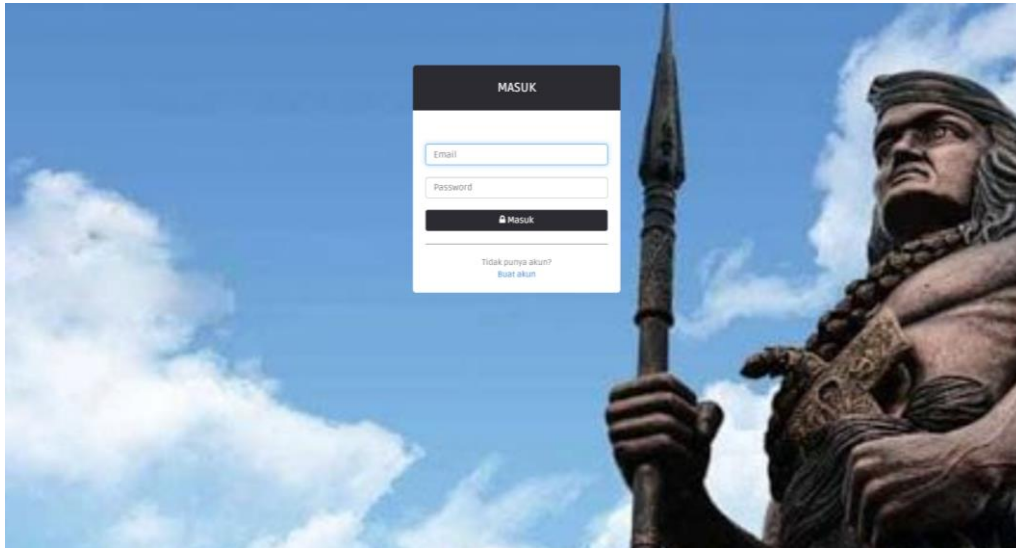 MASUK
Email
Password
Masuk
Tidak punya akun?
Buat akun